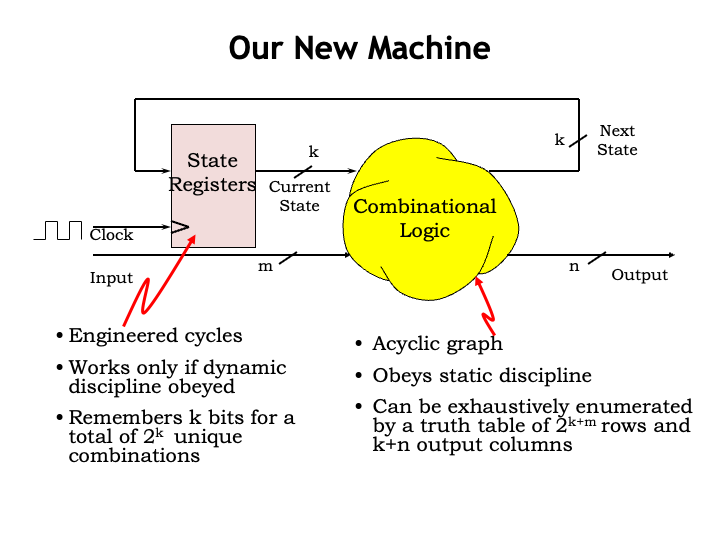 Our New Machine
State
Registers
k
Current
State
Combinational
Logic
k
Next
State
Clock
Input
m
n
Output
• Engineered cycles
• Works only if dynamic
discipline obeyed
• Remembers k bits for a
total of 2^k unique
combinations
• Acyclic graph
• Obeys static discipline
• Can be exhaustively enumerated
by a truth table of 2^k+m rows and
k+n output columns